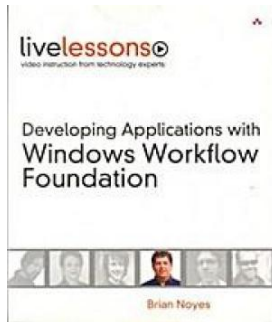 livelessons
video instruction from technology experts
Developing Applications with
Windows Workflow
Foundation
Brian Noyes